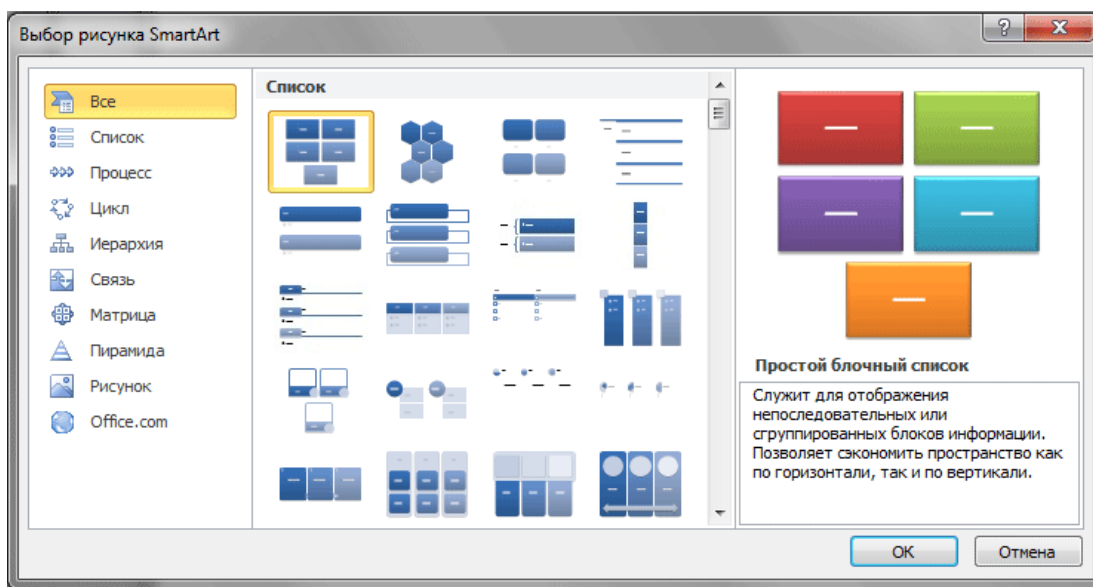 Выбор рисунка SmartArt
Все
Список
Процесс
Цикл
Иерархия
Связь
Матрица
Пирамида
Рисунок
Office.com
Список
Простой блочный список
Служит для отображения
непоследовательных или
сгруппированных блоков информации.
Позволяет сэкономить пространство как
по горизонтали, так и по вертикали.
ОК
Отмена